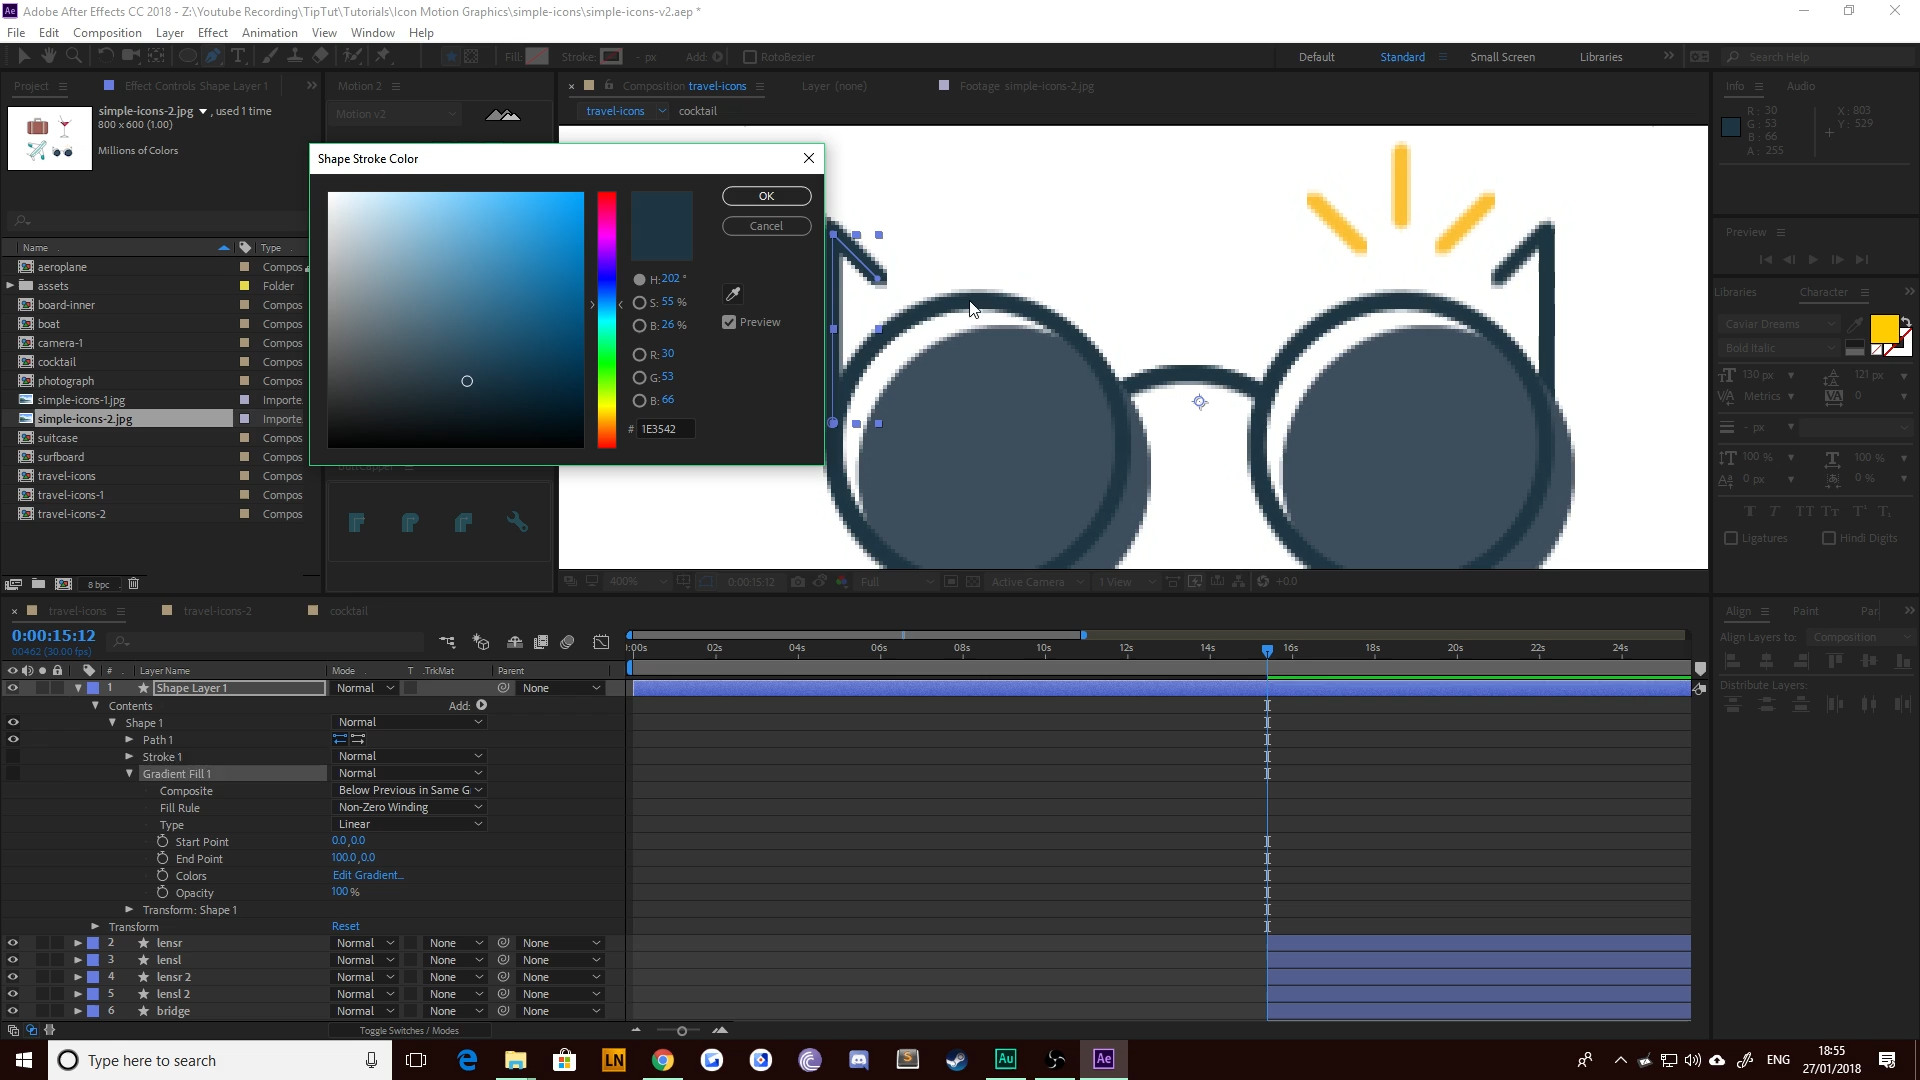 Adobe After Effects CC 2018 - Z:\Youtube Recording\TipTut\Tutorials\Icon Motion Graphics\simple-icons\simple-icons-v2.aep *
File Edit Composition Layer Effect Animation View Window Help
Fill: Stroke: - px Add: RotoBezier Default Standard Small Screen Libraries Search Help
Project Effect Controls Shape Layer 1 Motion 2 Composition travel-icons Layer (none) Footage simple-icons-2.jpg Info Audio
simple-icons-2.jpg , used 1 time
800 x 600 (1.00)
Millions of Colors
Motion v2
travel-icons cocktail
R: 30
G: 53
B: 66
A: 255
X: 803
Y: 529
Shape Stroke Color
OK
Cancel
H: 202 °
S: 55 %
B: 26 %
Preview
R: 30
G: 53
B: 66
# 1E3542
Name Type
aeroplane Compos
assets Folder
board-inner Compos
boat Compos
camera-1 Compos
cocktail Compos
photograph Compos
simple-icons-1.jpg Importe
simple-icons-2.jpg Importe
suitcase Compos
surfboard Compos
travel-icons Compos
travel-icons-1 Compos
travel-icons-2 Compos
8 bpc
Preview
Libraries Character
Caviar Dreams
Bold Italic
130 px 121 px
Metrics 0
- px
100 % 100 %
0 px 0 %
T T TT Tt T¹ T₁
Ligatures Hindi Digits
400% 0:00:15:12 Full Active Camera 1 View +0.0
travel-icons travel-icons-2 cocktail
0:00:15:12
00462 (30.00 fps)
:00s 02s 04s 06s 08s 10s 12s 14s 16s 18s 20s 22s 24s
# Layer Name Mode T .TrkMat Parent
1 Shape Layer 1 Normal None
Contents Add:
Shape 1 Normal
Path 1
Stroke 1 Normal
Gradient Fill 1 Normal
Composite Below Previous in Same G
Fill Rule Non-Zero Winding
Type Linear
Start Point 0.0,0.0
End Point 100.0,0.0
Colors Edit Gradient...
Opacity 100 %
Transform: Shape 1
Transform Reset
2 lensr Normal None None
3 lensl Normal None None
4 lensr 2 Normal None None
5 lensl 2 Normal None None
6 bridge Normal None None
Toggle Switches / Modes
Align Paint Par
Align Layers to: Composition
Distribute Layers:
Type here to search
LN
Au
Ae
ENG
18:55
27/01/2018